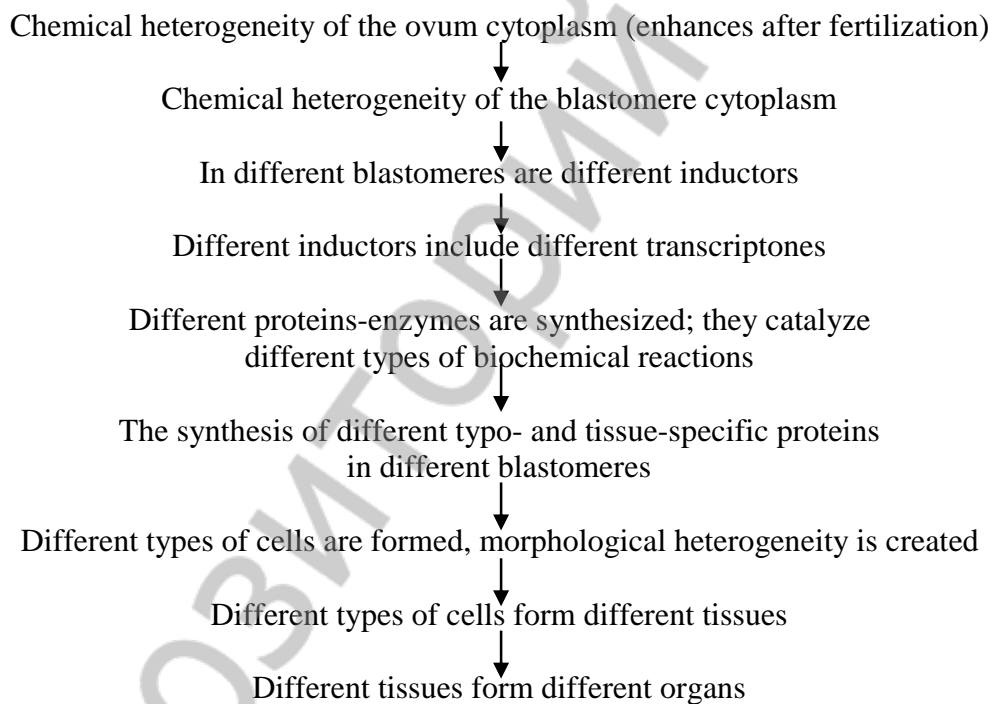 Chemical heterogeneity of the ovum cytoplasm (enhances after fertilization)
Chemical heterogeneity of the blastomere cytoplasm
In different blastomeres are different inductors
Different inductors include different transcriptones
Different proteins-enzymes are synthesized; they catalyze
different types of biochemical reactions
The synthesis of different typo- and tissue-specific proteins
in different blastomeres
Different types of cells are formed, morphological heterogeneity is created
Different types of cells form different tissues
Different tissues form different organs
озиторий